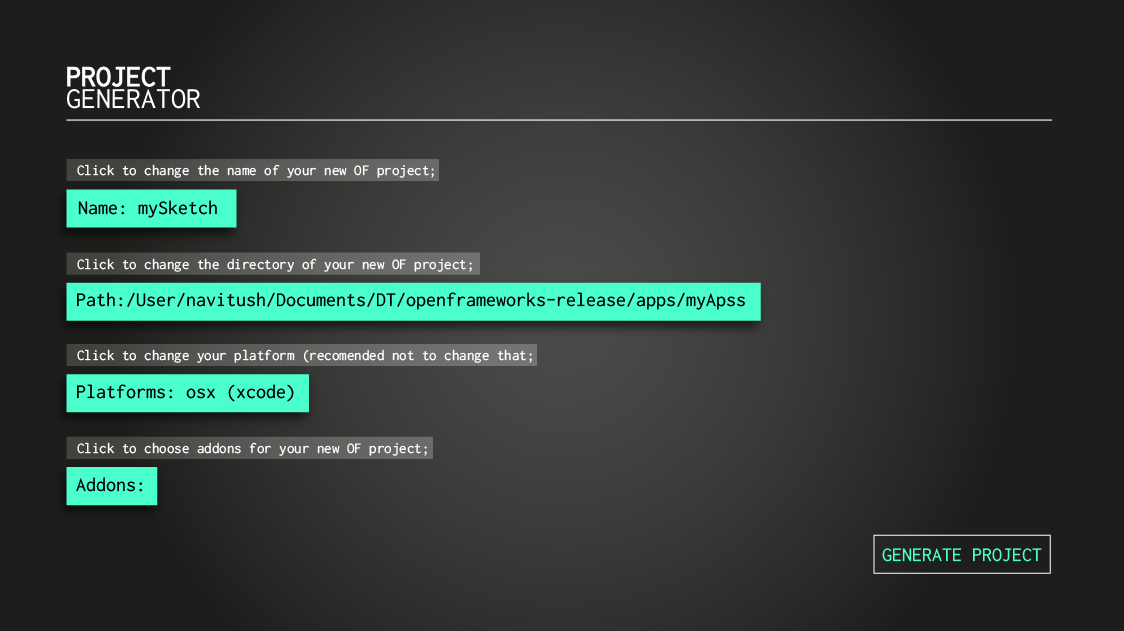 PROJECT
GENERATOR
Click to change the name of your new OF project;
Name: mySketch
Click to change the directory of your new OF project;
Path:/User/navitush/Documents/DT/openframeworks-release/apps/myApss
Click to change your platform (recomended not to change that;
Platforms: osx (xcode)
Click to choose addons for your new OF project;
Addons:
GENERATE PROJECT